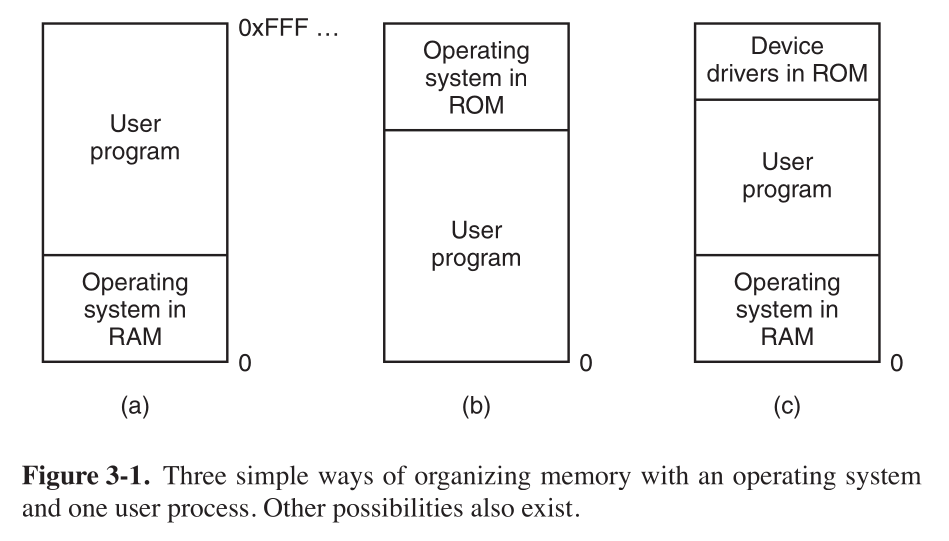 0xFFF …
User
program
Operating
system in
RAM
0
(a)
Operating
system in
ROM
User
program
0
(b)
Device
drivers in ROM
User
program
Operating
system in
RAM
0
(c)
Figure 3-1. Three simple ways of organizing memory with an operating system
and one user process. Other possibilities also exist.